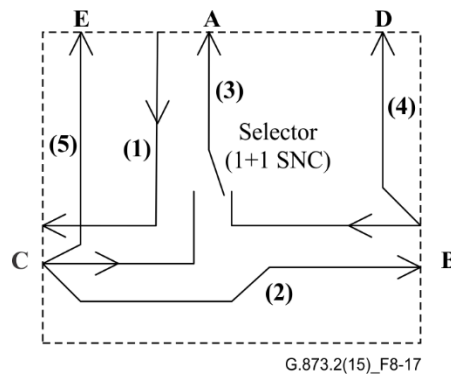 E A D
(3)
(4)
(5) (1) Selector
(1+1 SNC)
C B
(2)
G.873.2(15)_F8-17